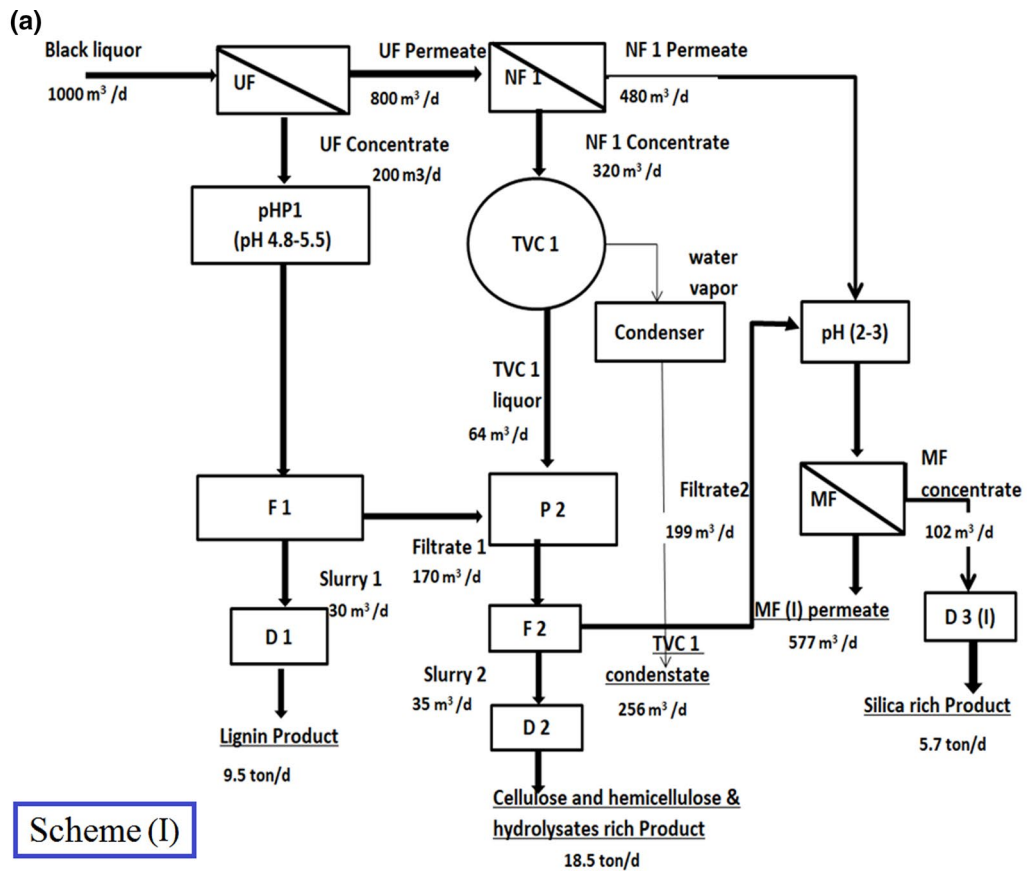 (a)
Black liquor
1000 m³ /d
UF
UF Permeate
800 m³ /d
NF 1
NF 1 Permeate
480 m³/d
UF Concentrate
200 m3/d
NF 1 Concentrate
320 m³/d
pHP1
(pH 4.8-5.5)
TVC 1
water
vapor
Condenser
pH (2-3)
TVC 1
liquor
64 m³/d
MF
MF
concentrate
102 m³/d
F 1
P 2
Filtrate2
199 m³/d
Filtrate 1
170 m³/d
Slurry 1
30 m³/d
D 1
F 2
MF (I) permeate
577 m³/d
D 3 (I)
TVC 1
condenstate
256 m³/d
Slurry 2
35 m³/d
D 2
Lignin Product
9.5 ton/d
Silica rich Product
5.7 ton/d
Cellulose and hemicellulose &
hydrolysates rich Product
18.5 ton/d
Scheme (I)